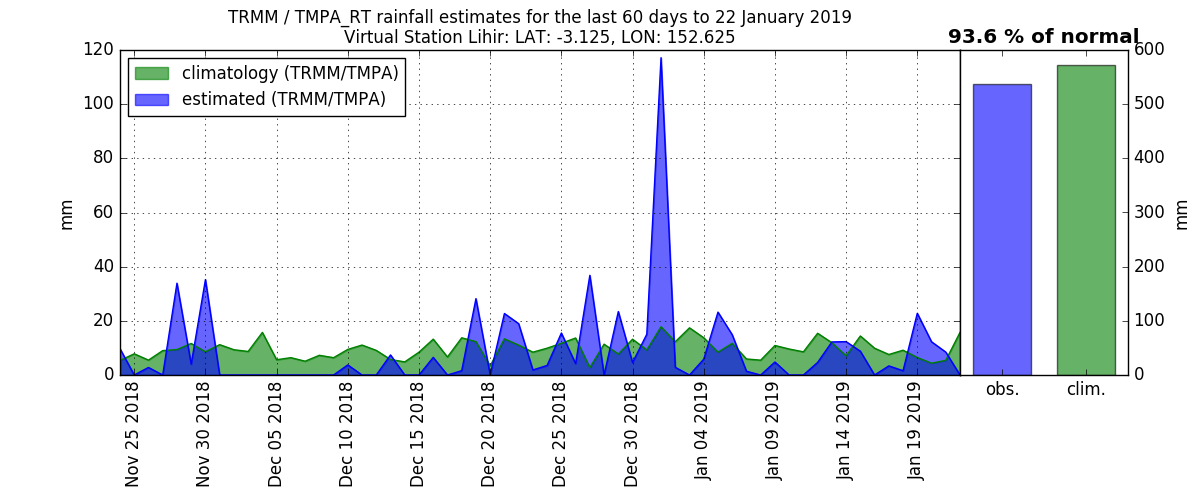 TRMM / TMPA_RT rainfall estimates for the last 60 days to 22 January 2019
Virtual Station Lihir: LAT: -3.125, LON: 152.625
93.6 % of normal
climatology (TRMM/TMPA)
estimated (TRMM/TMPA)
120
100
80
60
40
20
0
mm
600
500
400
300
200
100
0
mm
Nov 25 2018
Nov 30 2018
Dec 05 2018
Dec 10 2018
Dec 15 2018
Dec 20 2018
Dec 25 2018
Dec 30 2018
Jan 04 2019
Jan 09 2019
Jan 14 2019
Jan 19 2019
obs.
clim.